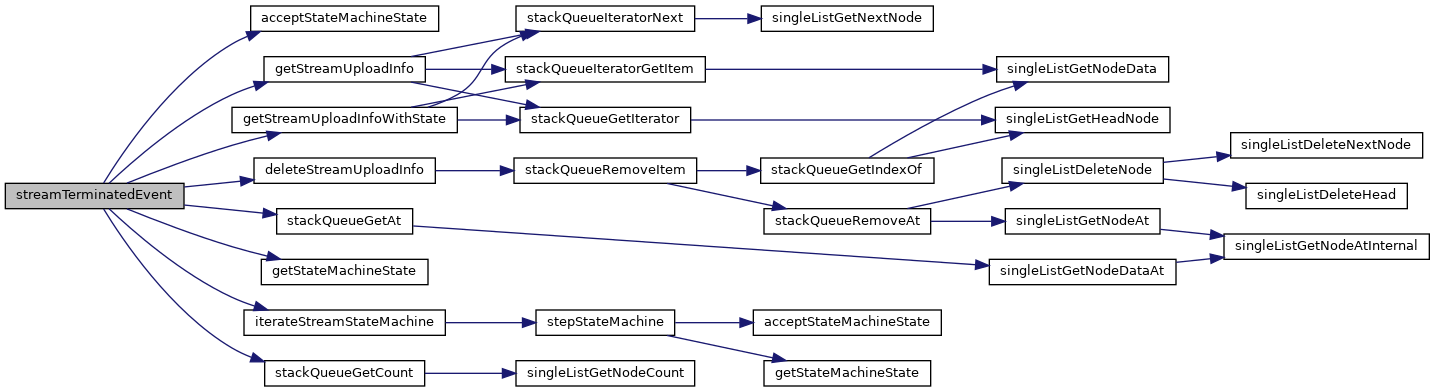 streamTerminatedEvent
acceptStateMachineState
getStreamUploadInfo
getStreamUploadInfoWithState
deleteStreamUploadInfo
stackQueueGetAt
getStateMachineState
iterateStreamStateMachine
stackQueueGetCount
stackQueueIteratorNext
stackQueueIteratorGetItem
stackQueueGetIterator
stackQueueRemoveItem
stepStateMachine
singleListGetNodeCount
singleListGetNextNode
stackQueueGetIndexOf
stackQueueRemoveAt
acceptStateMachineState
getStateMachineState
singleListGetNodeData
singleListGetHeadNode
singleListDeleteNode
singleListGetNodeAt
singleListGetNodeDataAt
singleListDeleteNextNode
singleListDeleteHead
singleListGetNodeAtInternal